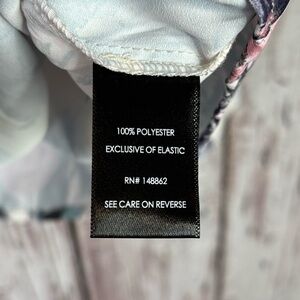 100% POLYESTER
EXCLUSIVE OF ELASTIC
RN# 148862
SEE CARE ON REVERSE